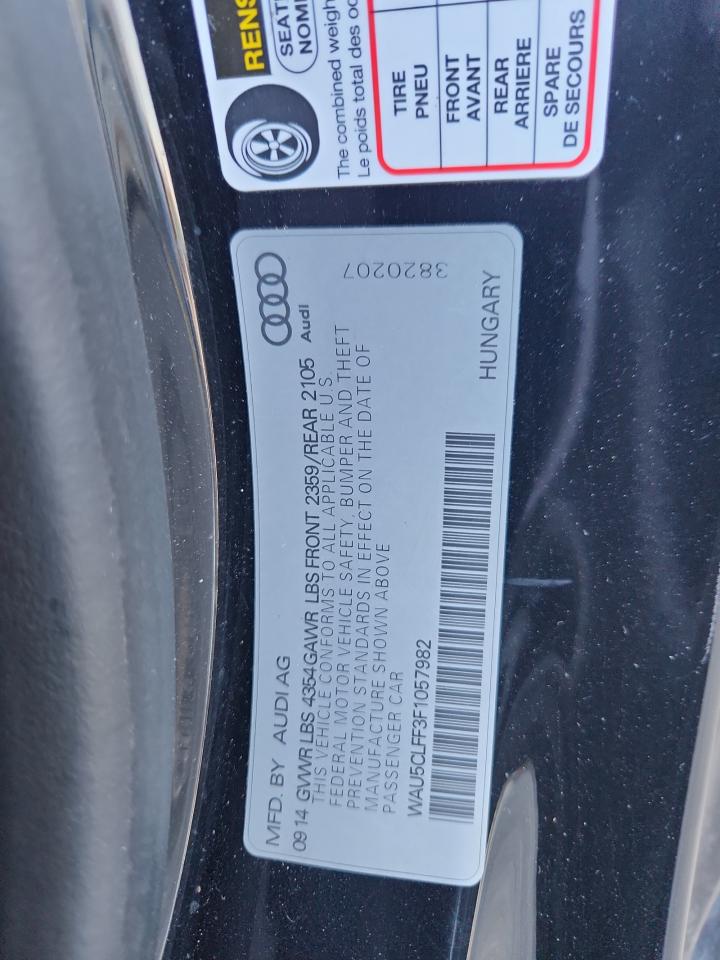 RENS
SEATI
NOMB
The combined weigh
Le poids total des oc
TIRE
PNEU
FRONT
AVANT
REAR
ARRIERE
SPARE
DE SECOURS
MFD. BY AUDI AG
Audi
3820207
09 14 GVWR LBS 4354 GAWR LBS FRONT 2359/REAR 2105
THIS VEHICLE CONFORMS TO ALL APPLICABLE U S.
FEDERAL MOTOR VEHICLE SAFETY, BUMPER AND THEFT
PREVENTION STANDARDS IN EFFECT ON THE DATE OF
MANUFACTURE SHOWN ABOVE
PASSENGER CAR
WAU5CLFF3F1057982
HUNGARY